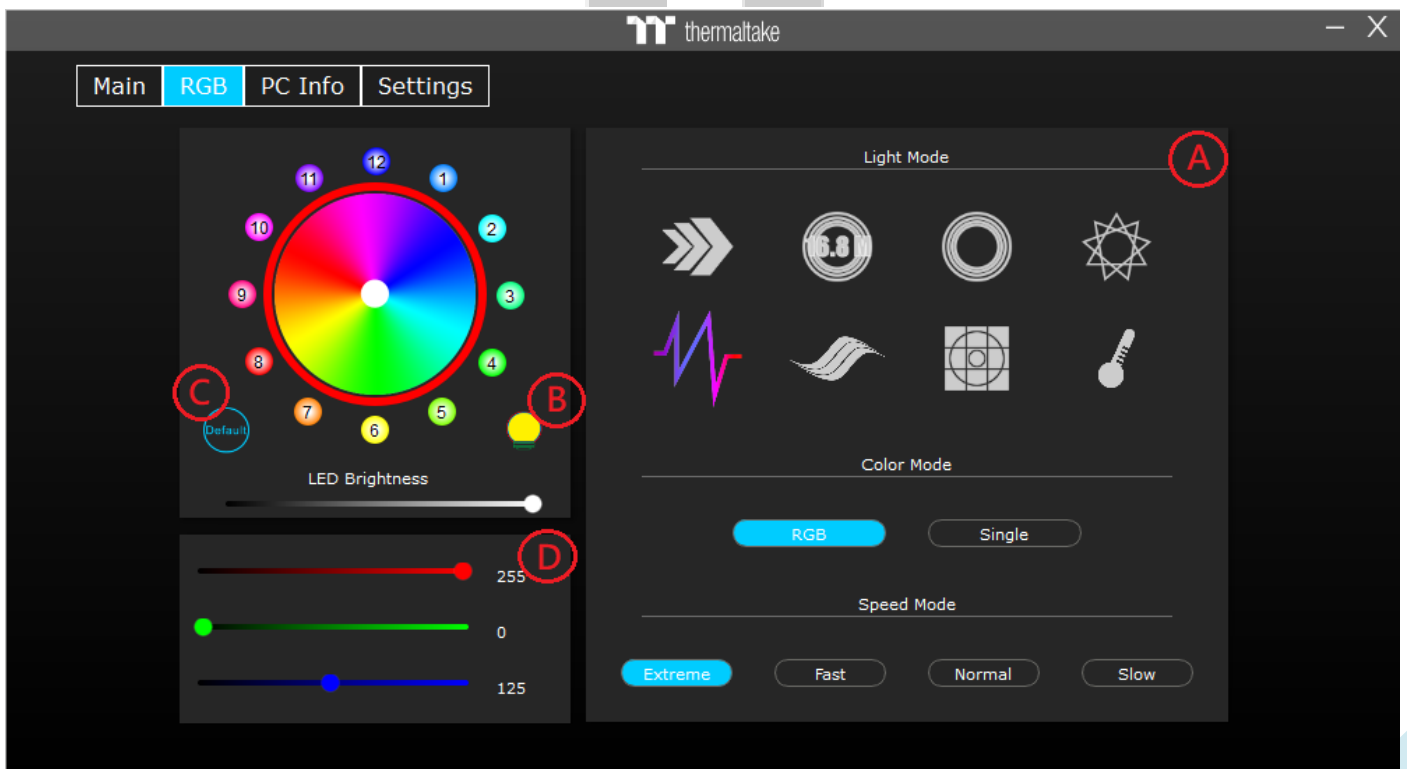 thermaltake
X
Main RGB PC Info Settings
12
11 1
10 2
9 3
8 4
7 5
6
C
B
Default
LED Brightness
D
255
0
125
A
Light Mode
16.8 M
Color Mode
RGB Single
Speed Mode
Extreme Fast Normal Slow